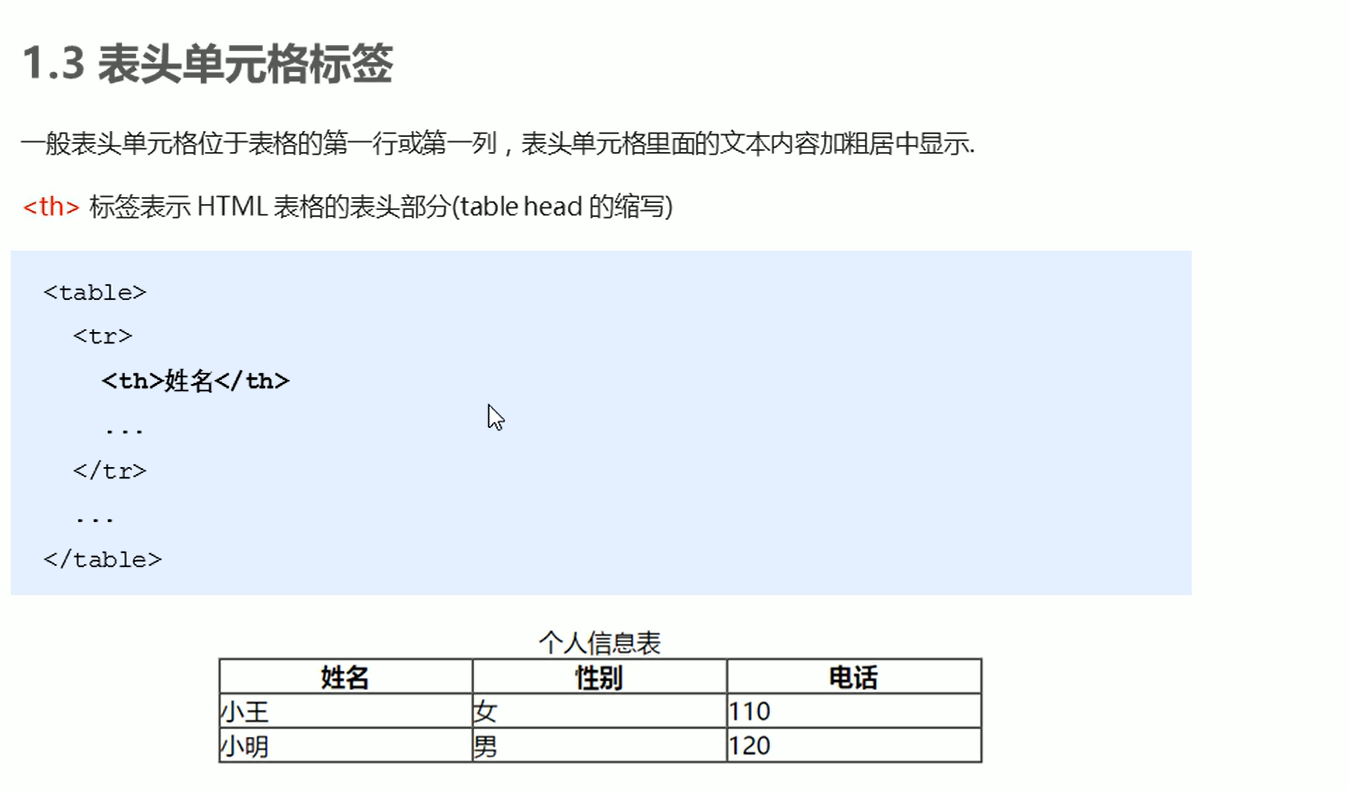 1.3 表头单元格标签
一般表头单元格位于表格的第一行或第一列，表头单元格里面的文本内容加粗居中显示.
<th> 标签表示 HTML 表格的表头部分(table head 的缩写)
<table>
<tr>
<th>姓名</th>
...
</tr>
...
</table>
个人信息表
姓名 性别 电话
小王 女 110
小明 男 120